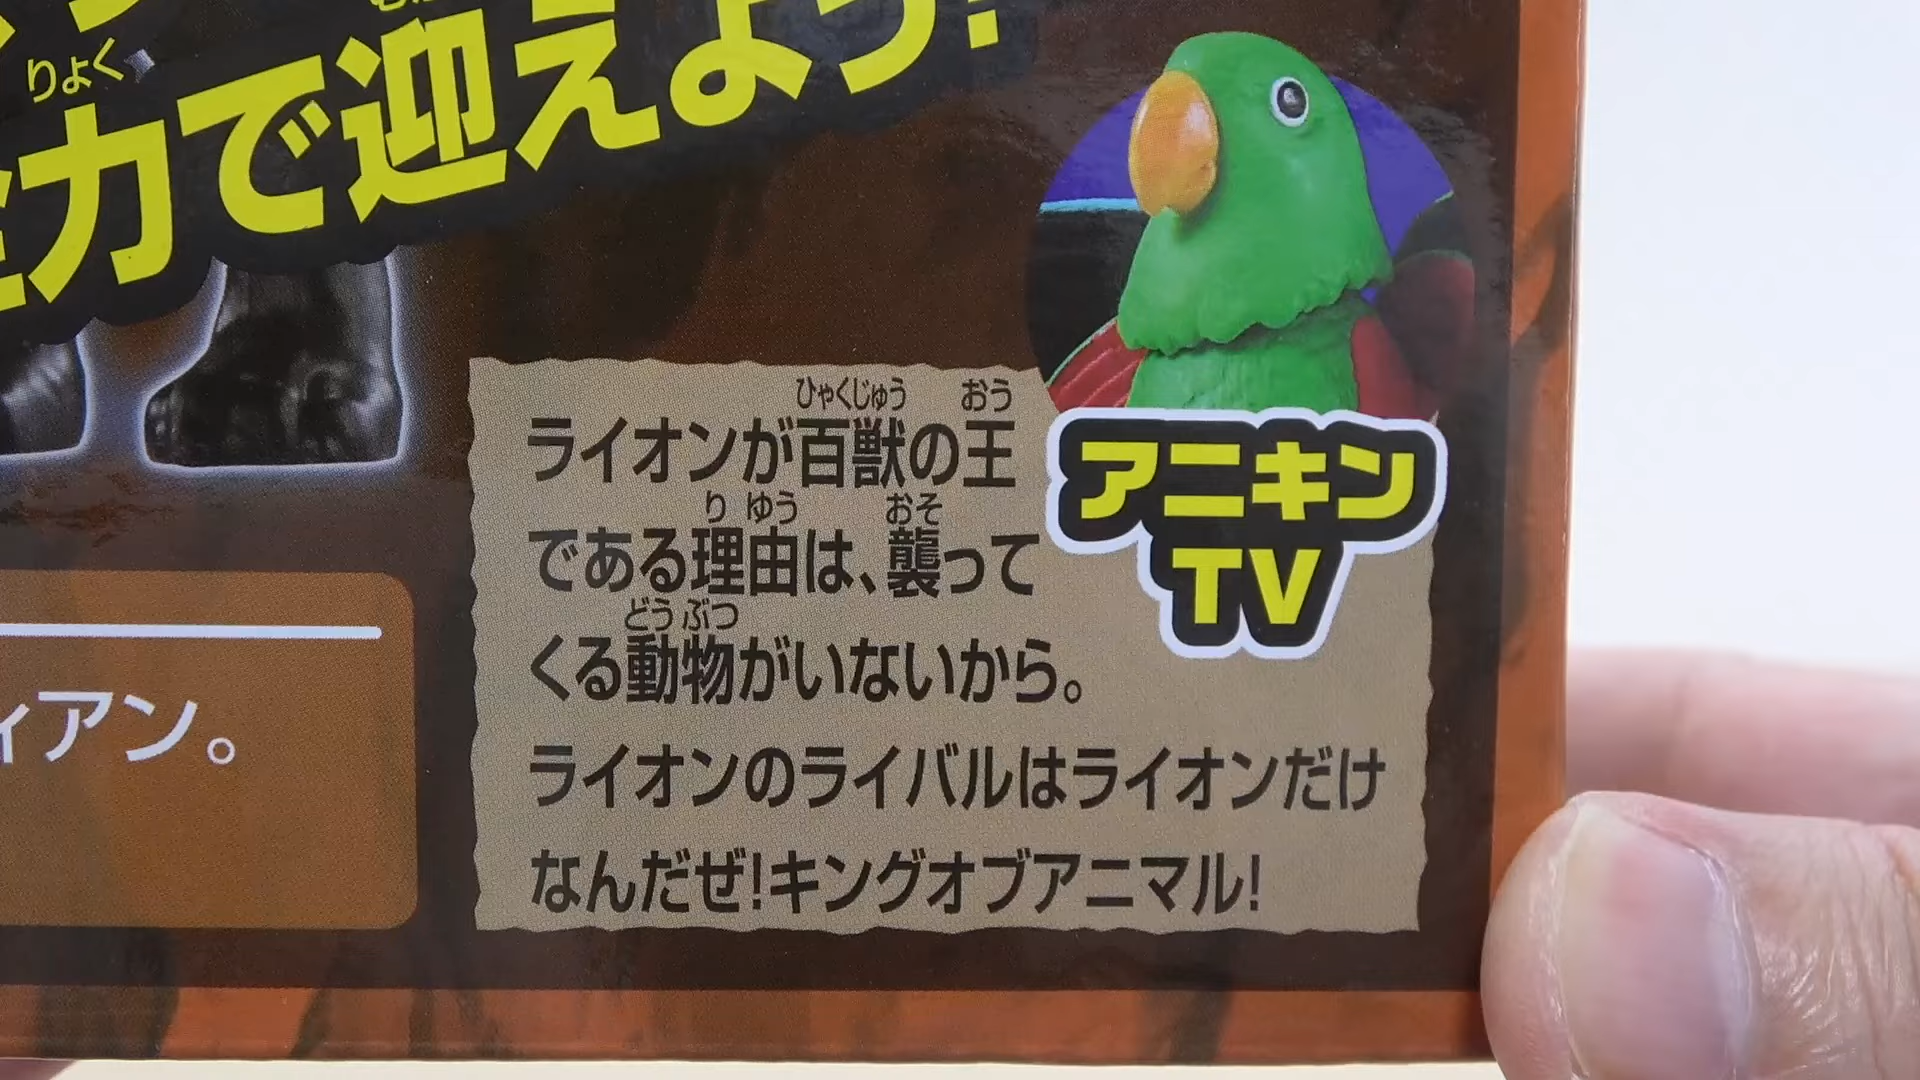 力で迎えよう!
りょく
ひゃくじゅう おう
ライオンが百獣の王
り ゆう おそ
である理由は、襲って
どう ぶつ
くる動物がいないから。
ライオンのライバルはライオンだけ
なんだぜ!キングオブアニマル!
アニキン
TV
ィアン。